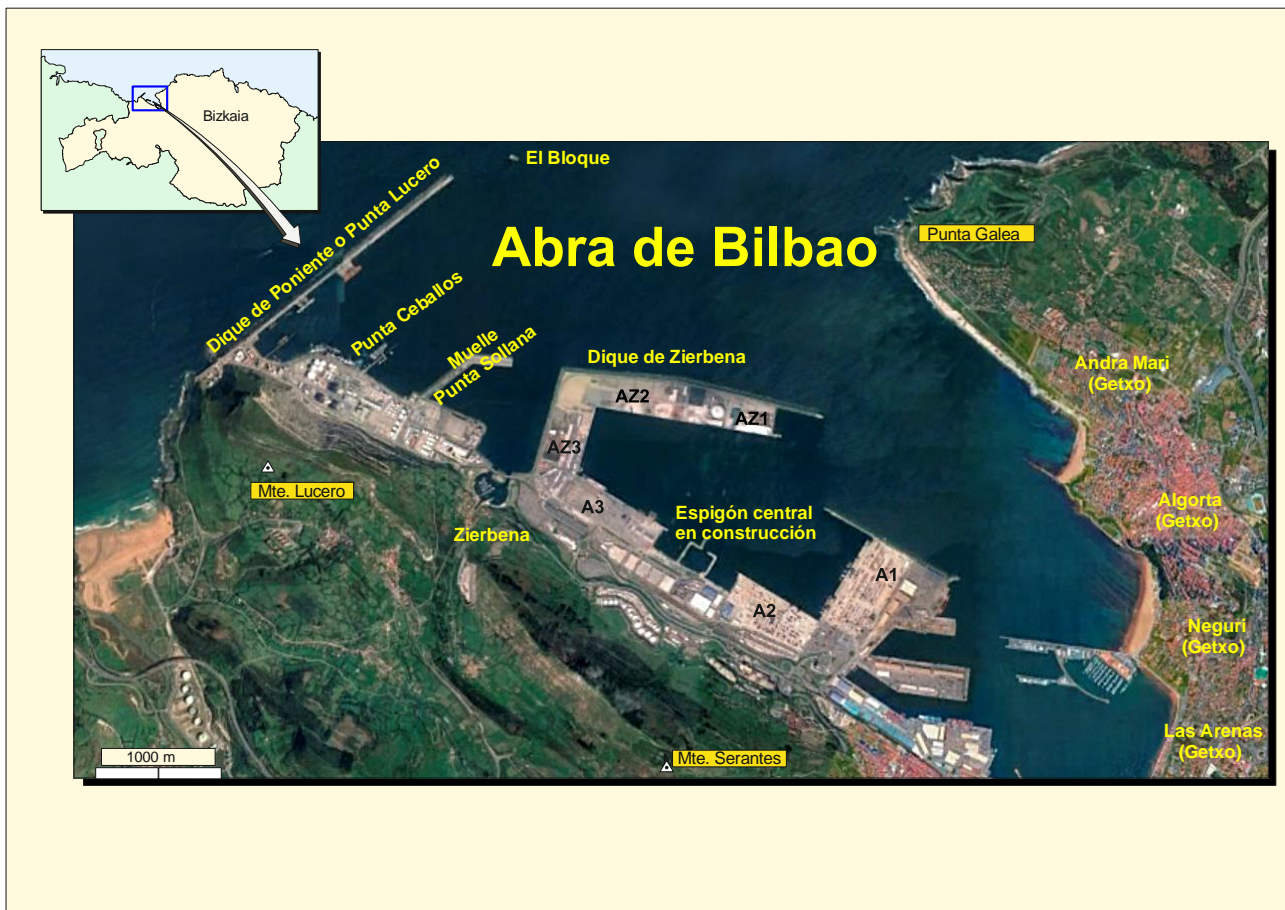 Bizkaia
El Bloque
Dique de Poniente o Punta Lucero
Abra de Bilbao
Punta Galea
Punta Ceballos
Muelle
Punta Sollana
Dique de Zierbena
Andra Mari
(Getxo)
AZ2
AZ1
AZ3
Mte. Lucero
A3
Zierbena
Espigón central
en construcción
Algorta
(Getxo)
A1
A2
Neguri
(Getxo)
Las Arenas
(Getxo)
1000 m
Mte. Serantes